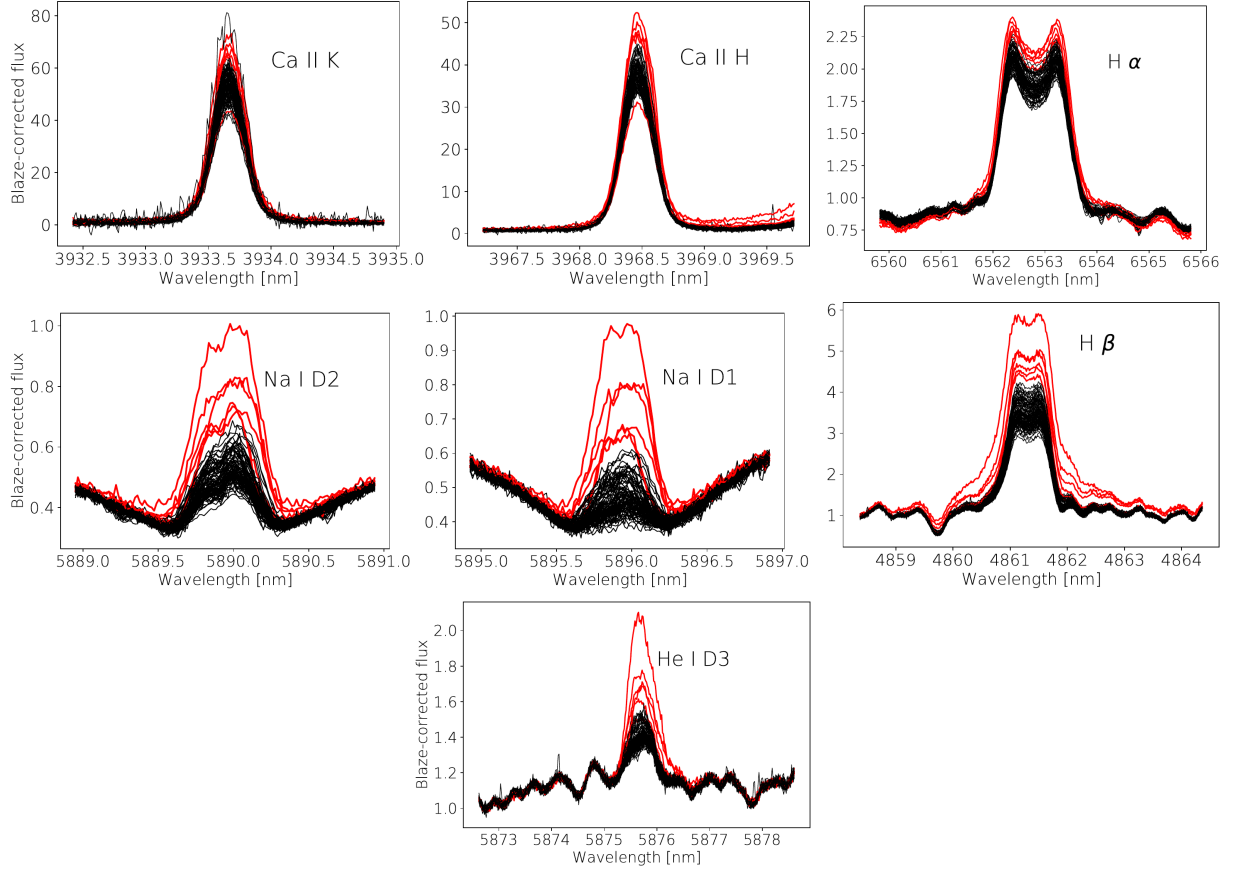 Ca II K
Blaze-corrected flux
80
60
40
20
0
3932.5 3933.0 3933.5 3934.0 3934.5 3935.0
Wavelength [nm]
Ca II H
50
40
30
20
10
0
3967.5 3968.0 3968.5 3969.0 3969.5
Wavelength [nm]
H α
2.25
2.00
1.75
1.50
1.25
1.00
0.75
6560 6561 6562 6563 6564 6565 6566
Wavelength [nm]
Na I D2
Blaze-corrected flux
1.0
0.8
0.6
0.4
5889.0 5889.5 5890.0 5890.5 5891.0
Wavelength [nm]
Na I D1
1.0
0.9
0.8
0.7
0.6
0.5
0.4
5895.0 5895.5 5896.0 5896.5 5897.0
Wavelength [nm]
H β
6
5
4
3
2
1
4859 4860 4861 4862 4863 4864
Wavelength [nm]
He I D3
Blaze-corrected flux
2.0
1.8
1.6
1.4
1.2
1.0
5873 5874 5875 5876 5877 5878
Wavelength [nm]